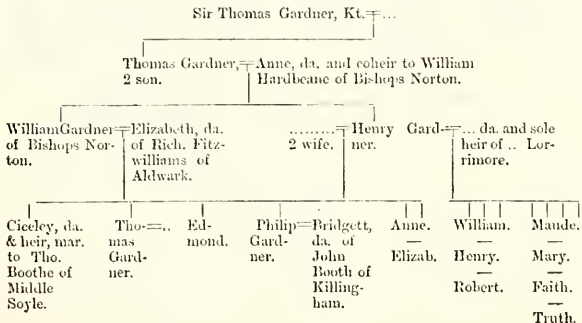 Sir Thomas Gardner, Kt.=...
Thomas Gardner,=Anne, da. and coheir to William
2 son. Hardbeane of Bishops Norton.
William Gardner=Elizabeth, da. .........=Henry Gard-=... da. and sole
of Bishops Nor- of Rich. Fitz- 2 wife. ner. heir of .. Lor-
ton. williams of rimore.
Aldwark.
Ciceley, da. Tho-=.. Ed- Philip=Bridgett, Anne. William. Maude.
& heir, mar. mas mond. Gard- da. of — — —
to Tho. Gard- ner. John Elizab. Henry. Mary.
Boothe of ner. Booth of — —
Middle Killing- Robert. Faith.
Soyle. ham. —
Truth.